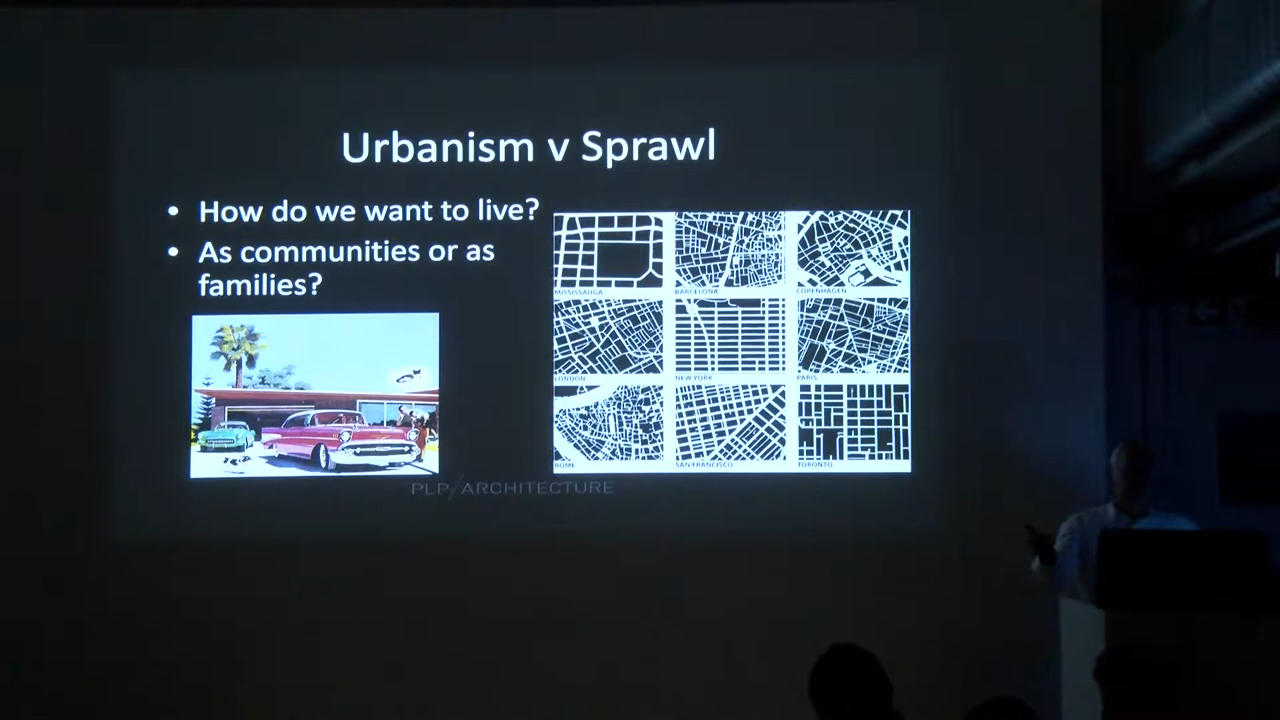 Urbanism v Sprawl
• How do we want to live?
• As communities or as
families?
MISSISSAUGA
BARCELONA
COPENHAGEN
LONDON
NEW YORK
PARIS
ROME
SAN FRANCISCO
TORONTO
PLP/ARCHITECTURE